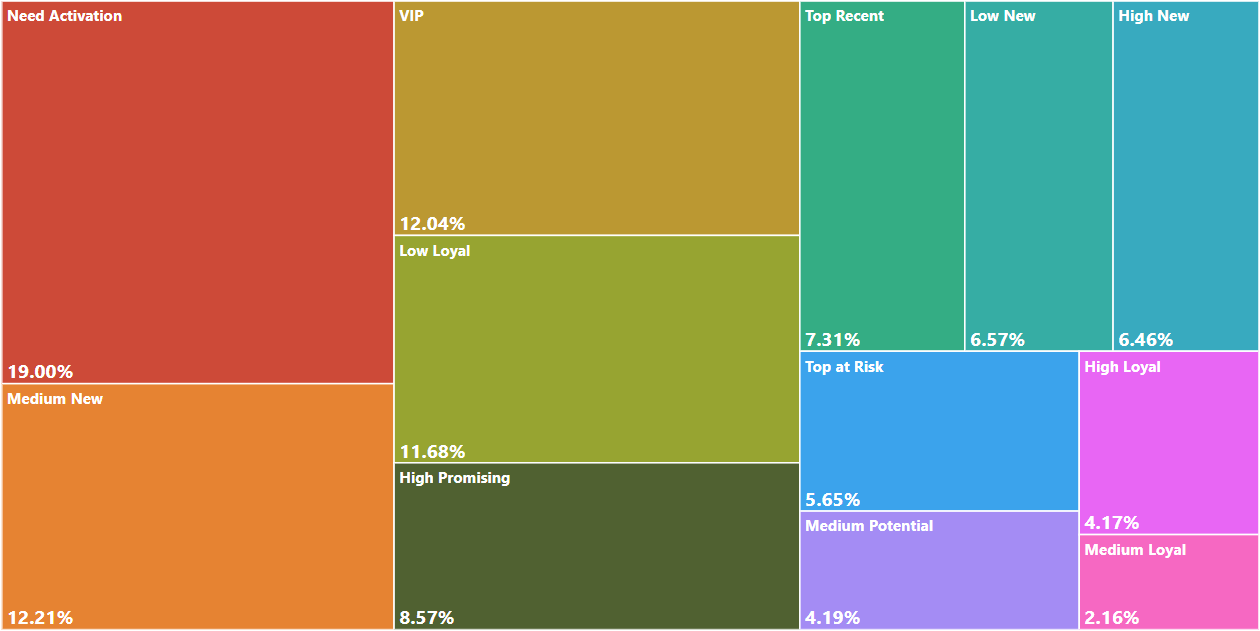 Need Activation
19.00%
Medium New
12.21%
VIP
12.04%
Low Loyal
11.68%
High Promising
8.57%
Top Recent
7.31%
Low New
6.57%
High New
6.46%
Top at Risk
5.65%
Medium Potential
4.19%
High Loyal
4.17%
Medium Loyal
2.16%